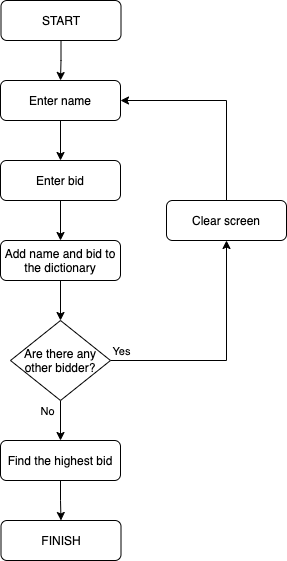 START
Enter name
Enter bid
Clear screen
Add name and bid to
the dictionary
Are there any
other bidder?
Yes
No
Find the highest bid
FINISH